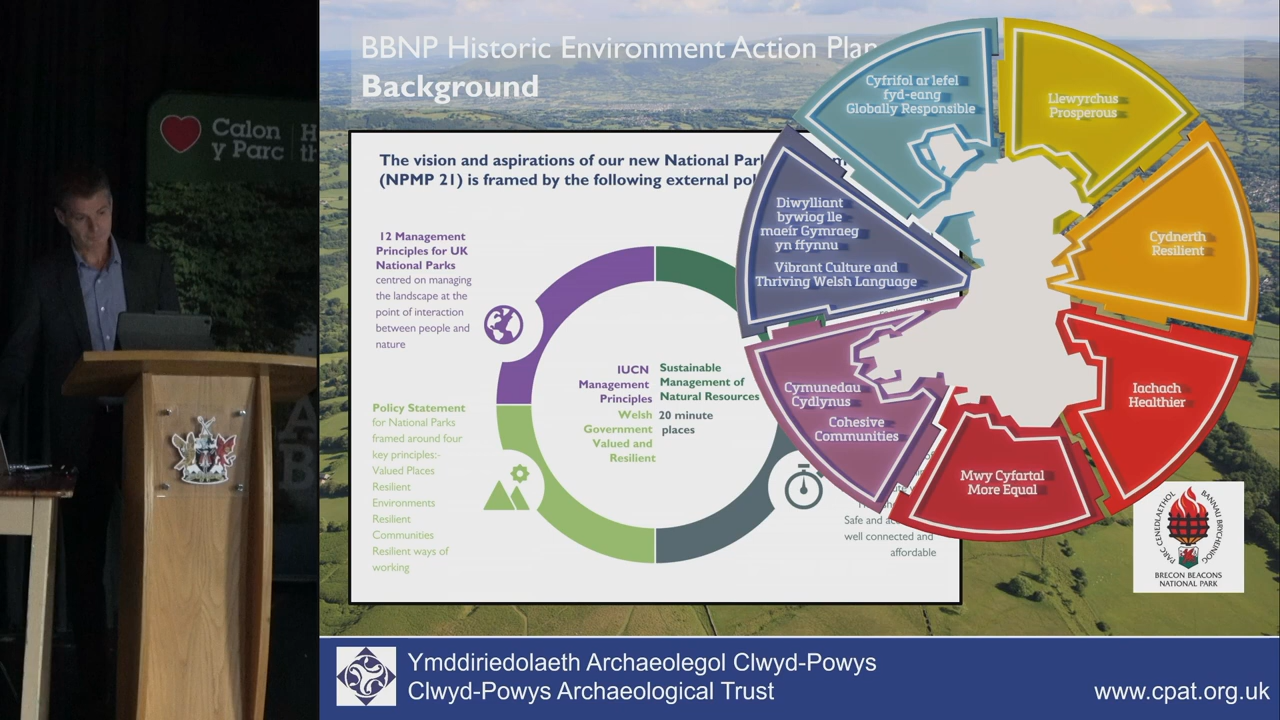 Calon
y Parc
BBNP Historic Environment Action Plan
Background
The vision and aspirations of our new National
(NPMP 21) is framed by the following external
12 Management
Principles for UK
National Parks
centred on managing
the landscape at the
point of interaction
between people and
nature
Policy Statement
for National Parks
framed around four
key principles:-
Valued Places
Resilient
Environments
Resilient
Communities
Resilient ways of
working
IUCN
Management
Principles
Sustainable
Management of
Natural Resources
Welsh
Government
Valued and
Resilient
20 minute
places
Safe and
well connected and
affordable
Cyfrifol ar lefel
fyd-eang
Globally Responsible
Llewyrchus
Prosperous
Cydnerth
Resilient
Iachach
Healthier
Mwy Cyfartal
More Equal
Cymunedau
Cydlynus
Cohesive
Communities
Diwylliant
bywiog lle
mae'r Gymraeg
yn ffynnu
Vibrant Culture and
Thriving Welsh Language
PARC CENEDLAETHOL BANNAU BRYCHEINIOG
BRECON BEACONS
NATIONAL PARK
Ymddiriedolaeth Archaeolegol Clwyd-Powys
Clwyd-Powys Archaeological Trust
www.cpat.org.uk